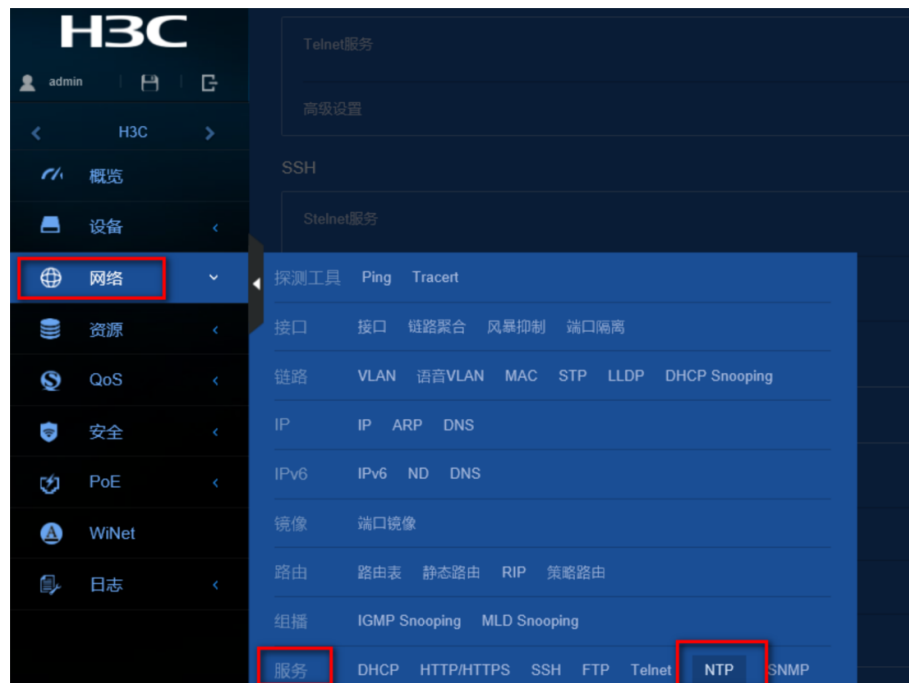 H3C
admin
H3C
概览
设备
网络
资源
QoS
安全
PoE
WiNet
日志
Telnet服务
高级设置
SSH
Stelnet服务
探测工具 Ping Tracert
接口 接口 链路聚合 风暴抑制 端口隔离
链路 VLAN 语音VLAN MAC STP LLDP DHCP Snooping
IP IP ARP DNS
IPv6 IPv6 ND DNS
镜像 端口镜像
路由 路由表 静态路由 RIP 策略路由
组播 IGMP Snooping MLD Snooping
服务 DHCP HTTP/HTTPS SSH FTP Telnet NTP SNMP